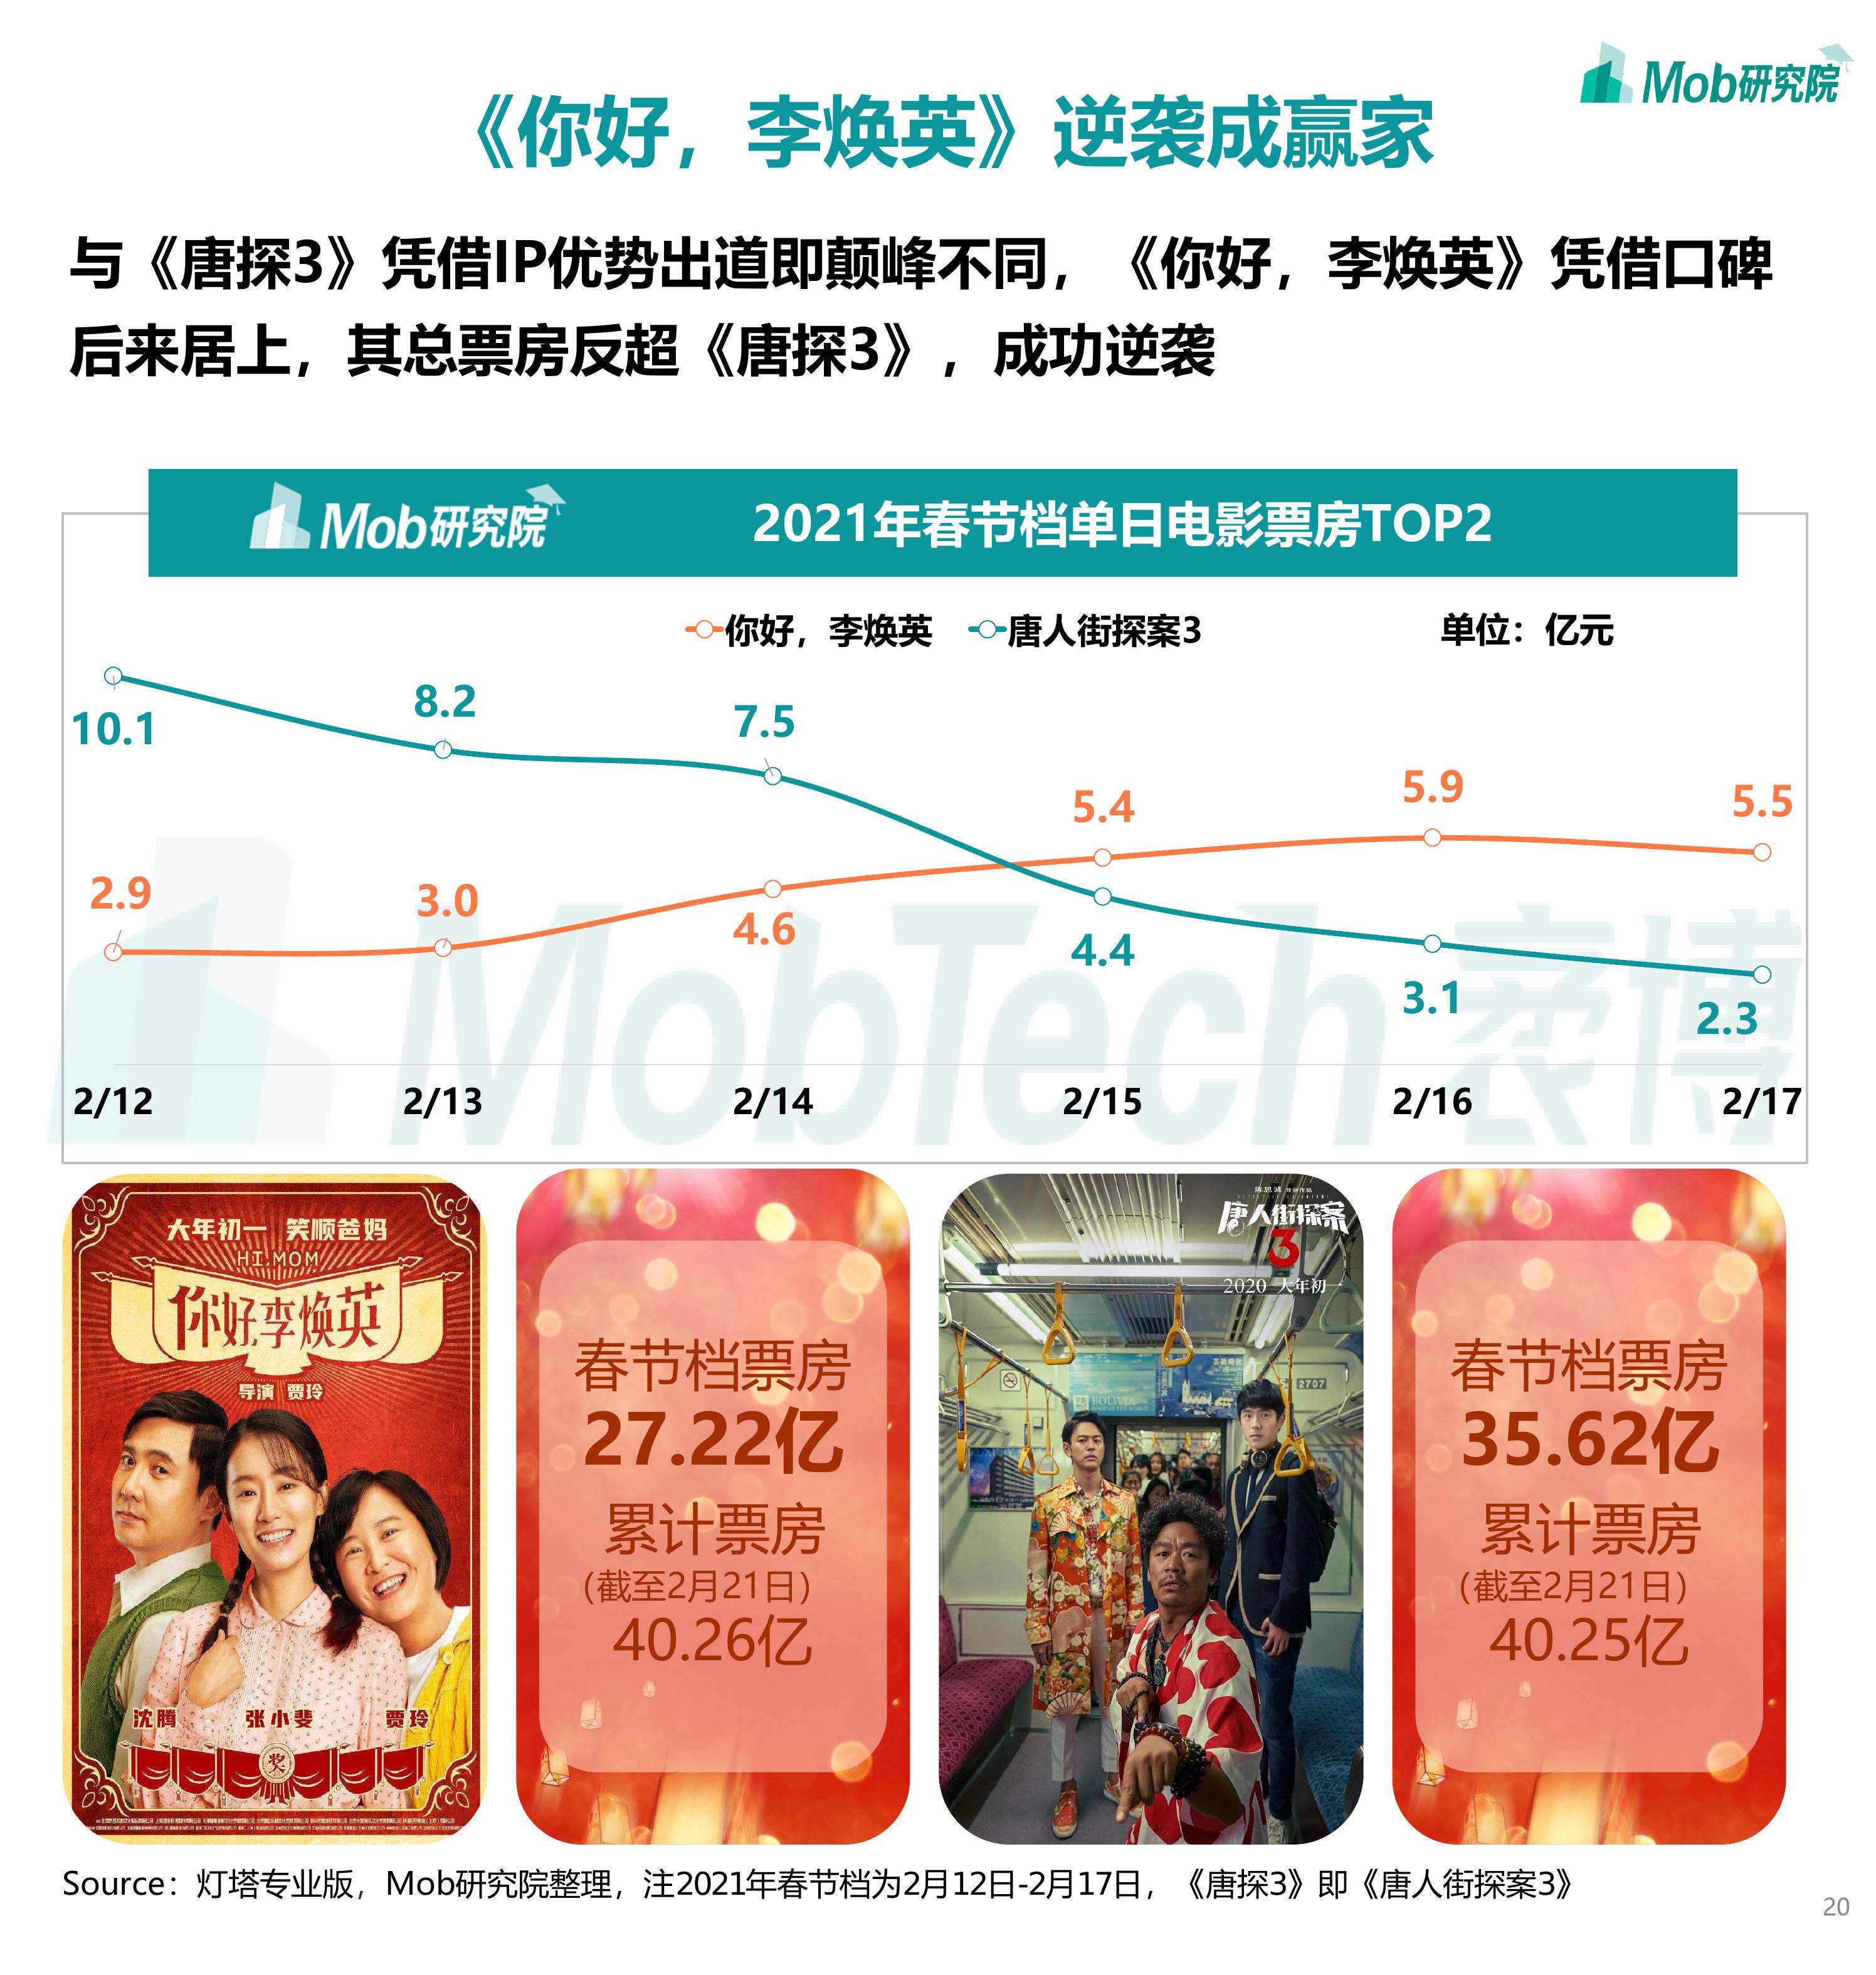 Mob研究院
《你好，李焕英》逆袭成赢家
与《唐探3》凭借IP优势出道即颠峰不同，《你好，李焕英》凭借口碑
后来居上，其总票房反超《唐探3》，成功逆袭
Mob研究院
2021年春节档单日电影票房TOP2
你好，李焕英 唐人街探案3 单位：亿元
10.1 8.2 7.5 5.4 5.9 5.5
2.9 3.0 4.6 4.4 3.1 2.3
MobTech袤博
2/12 2/13 2/14 2/15 2/16 2/17
大年初一 笑顺爸妈
HI,MOM
你好,李焕英
导演 贾玲
沈腾 张小斐 贾玲
奖
春节档票房
27.22亿
累计票房
(截至2月21日)
40.26亿
陈思诚 导演作品
唐人街探案
3
2020 大年初一
BOLIVIA
2707
春节档票房
35.62亿
累计票房
(截至2月21日)
40.25亿
Source：灯塔专业版，Mob研究院整理，注2021年春节档为2月12日-2月17日，《唐探3》即《唐人街探案3》
20